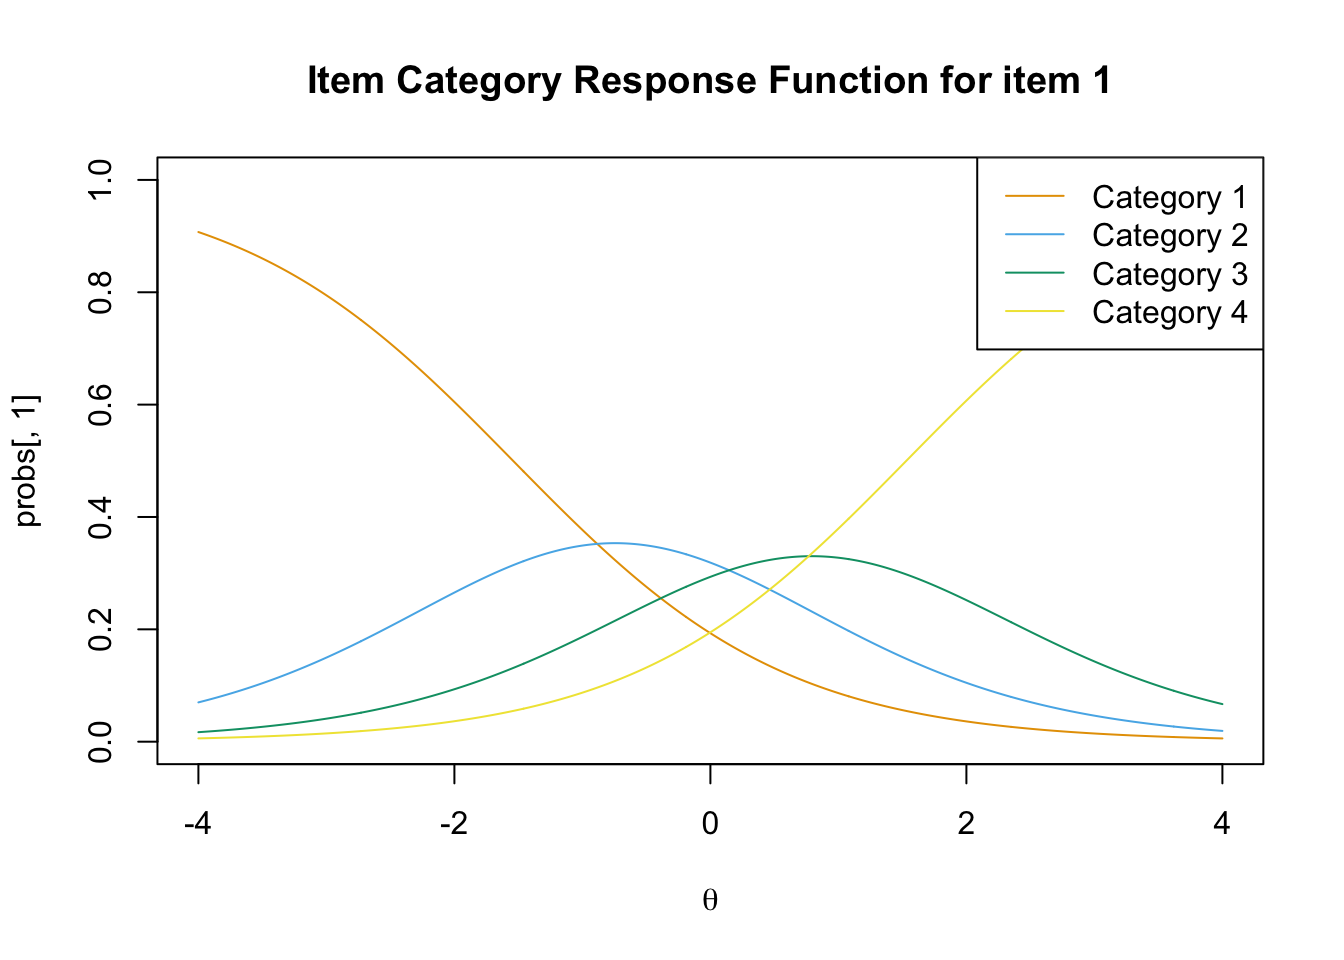 Item Category Response Function for item 1
Category 1
Category 2
Category 3
Category 4
1.0
0.8
0.6
0.4
0.2
0.0
probs[, 1]
-4 -2 0 2 4
θ